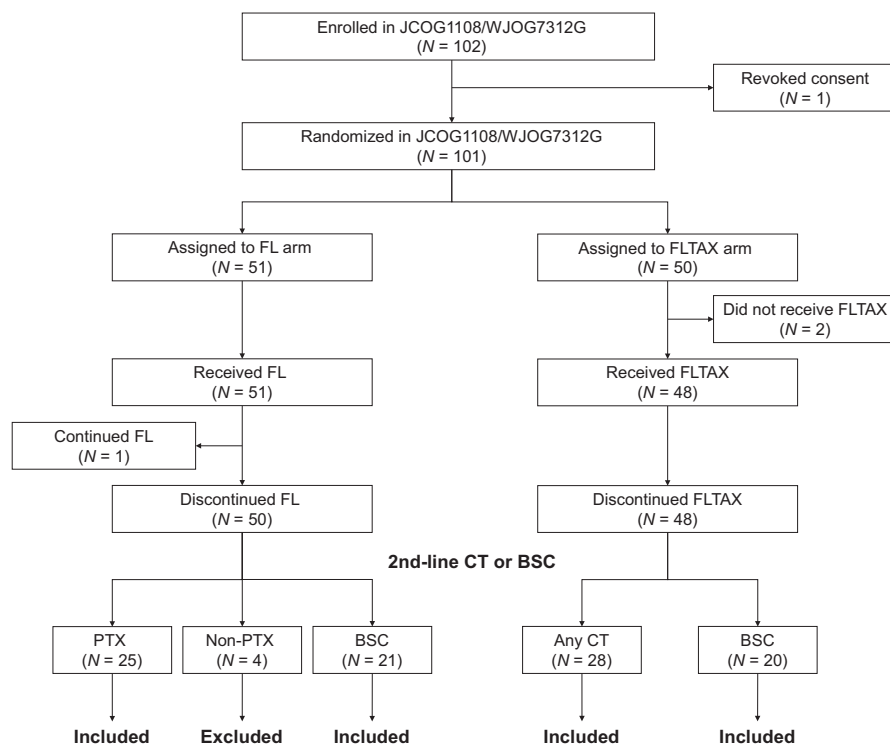 Enrolled in JCOG1108/WJOG7312G
(N = 102)
Revoked consent
(N = 1)
Randomized in JCOG1108/WJOG7312G
(N = 101)
Assigned to FL arm
(N = 51)
Assigned to FLTAX arm
(N = 50)
Did not receive FLTAX
(N = 2)
Received FL
(N = 51)
Received FLTAX
(N = 48)
Continued FL
(N = 1)
Discontinued FL
(N = 50)
Discontinued FLTAX
(N = 48)
2nd-line CT or BSC
PTX
(N = 25)
Non-PTX
(N = 4)
BSC
(N = 21)
Any CT
(N = 28)
BSC
(N = 20)
Included
Excluded
Included
Included
Included